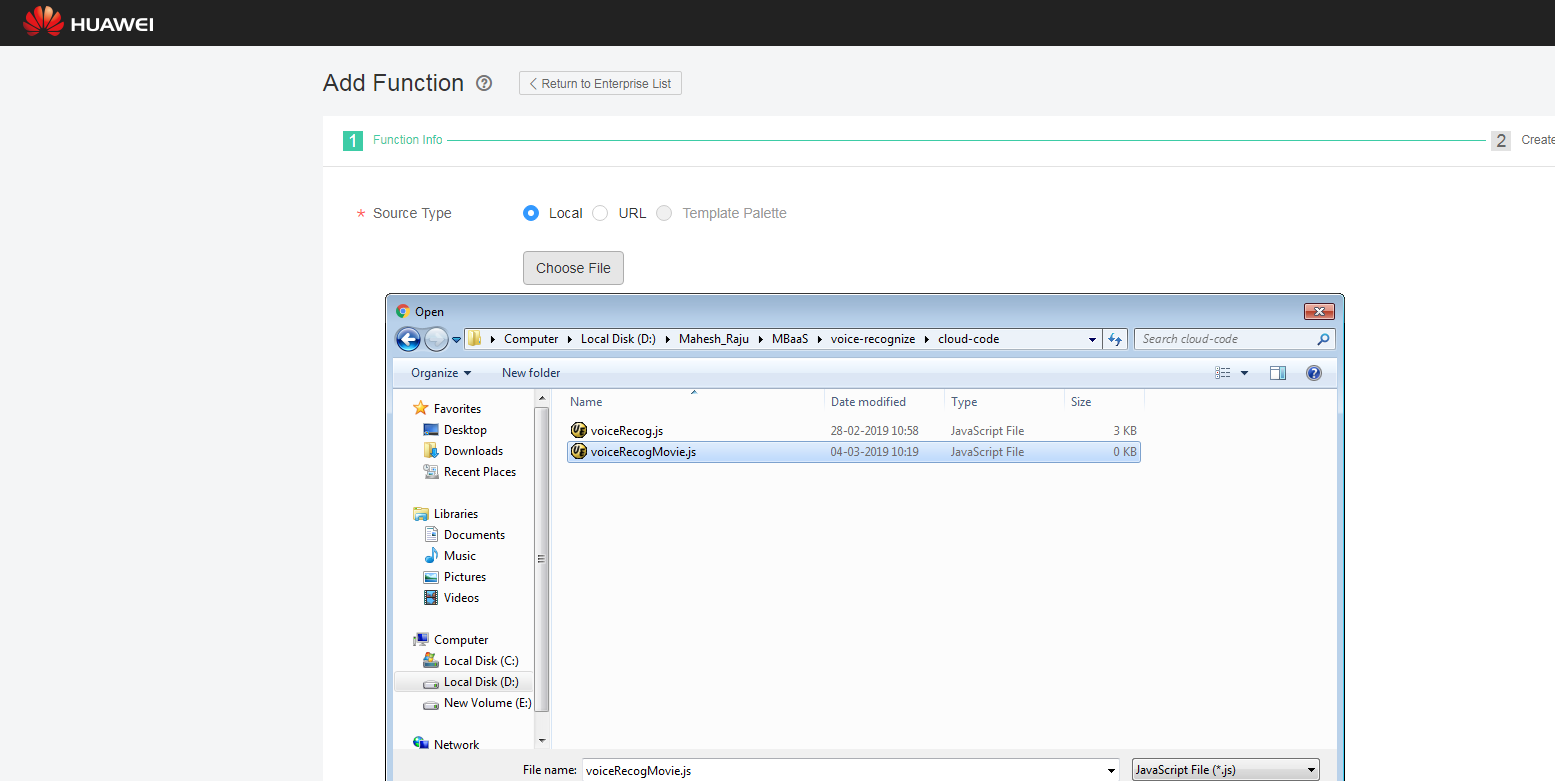 HUAWEI
Add Function ? Return to Enterprise List
1 Function Info 2 Create
* Source Type Local URL Template Palette
Choose File
Open
Computer Local Disk (D:) Mahesh_Raju MBaaS voice-recognize cloud-code Search cloud-code
Organize New folder ?
Name Date modified Type Size
Favorites
voiceRecog.js 28-02-2019 10:58 JavaScript File 3 KB
Desktop
voiceRecogMovie.js 04-03-2019 10:19 JavaScript File 0 KB
Downloads
Recent Places
Libraries
Documents
Music
Pictures
Videos
Computer
Local Disk (C:)
Local Disk (D:)
New Volume (E:)
Network
File name: voiceRecogMovie.js JavaScript File (*.js)